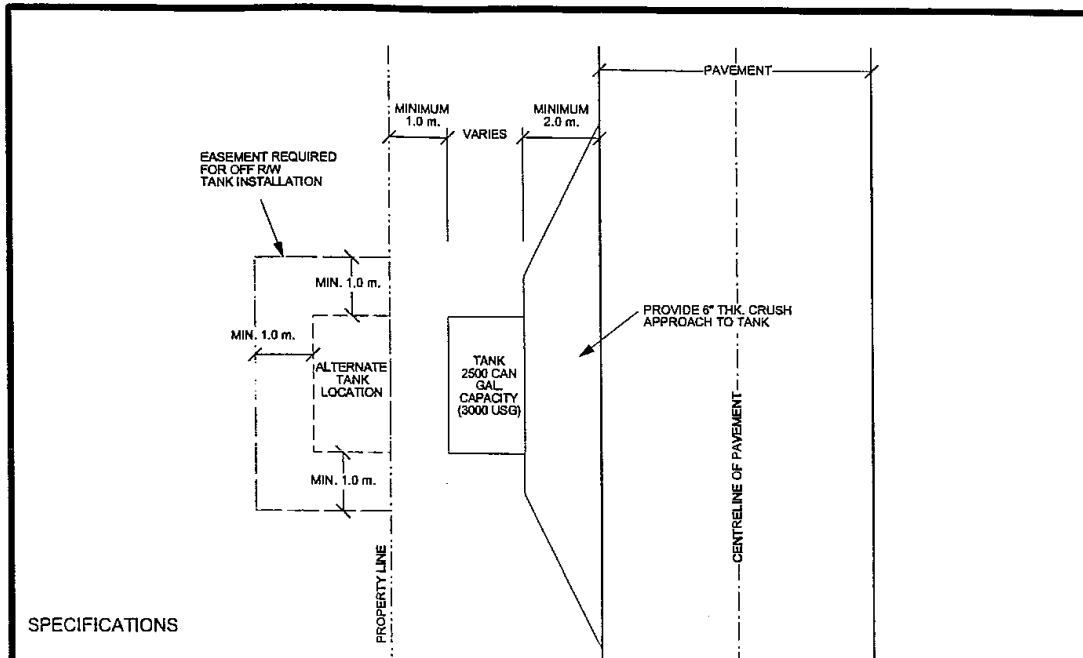 PAVEMENT
MINIMUM
1.0 m.
VARIES
MINIMUM
2.0 m.
EASEMENT REQUIRED
FOR OFF R/W
TANK INSTALLATION
MIN. 1.0 m.
MIN. 1.0 m.
ALTERNATE
TANK
LOCATION
MIN. 1.0 m.
TANK
2500 CAN
GAL.
CAPACITY
(3000 USG)
PROVIDE 6" THK. CRUSH
APPROACH TO TANK
CENTRELINE OF PAVEMENT
PROPERTY LINE
SPECIFICATIONS